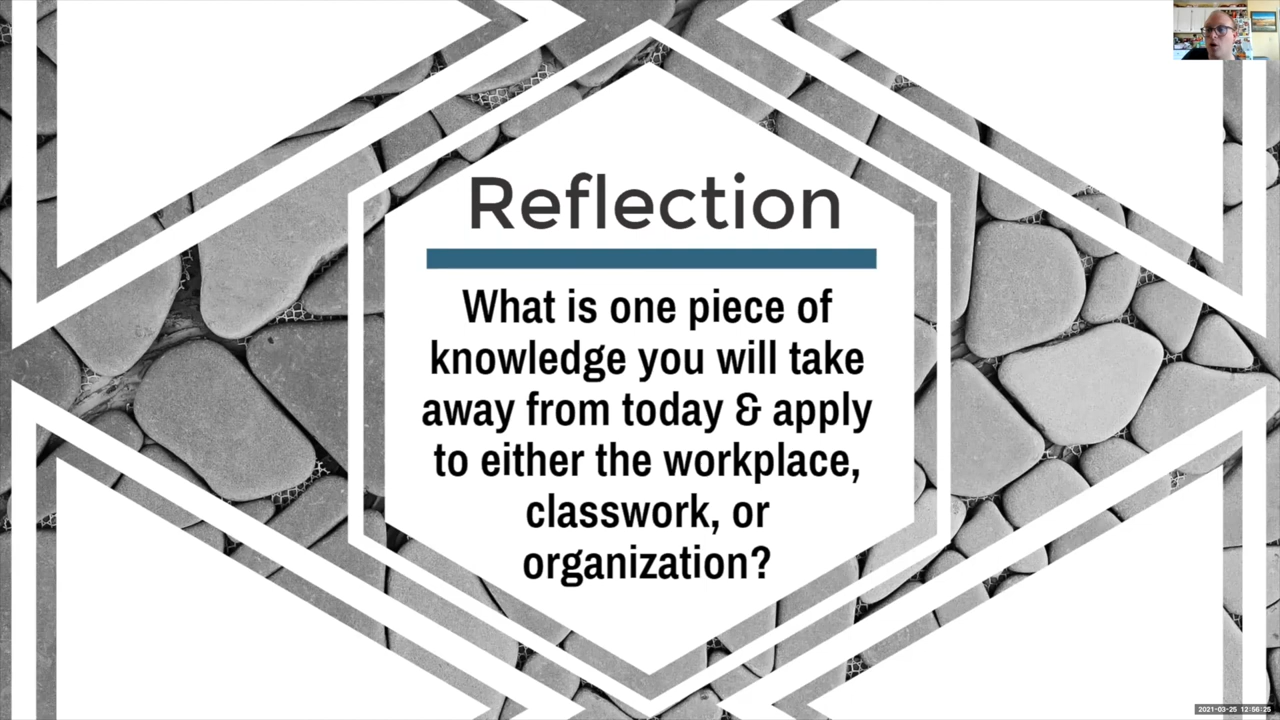 Reflection
What is one piece of
knowledge you will take
away from today & apply
to either the workplace,
classwork, or
organization?
2021-03-25 12:56:25